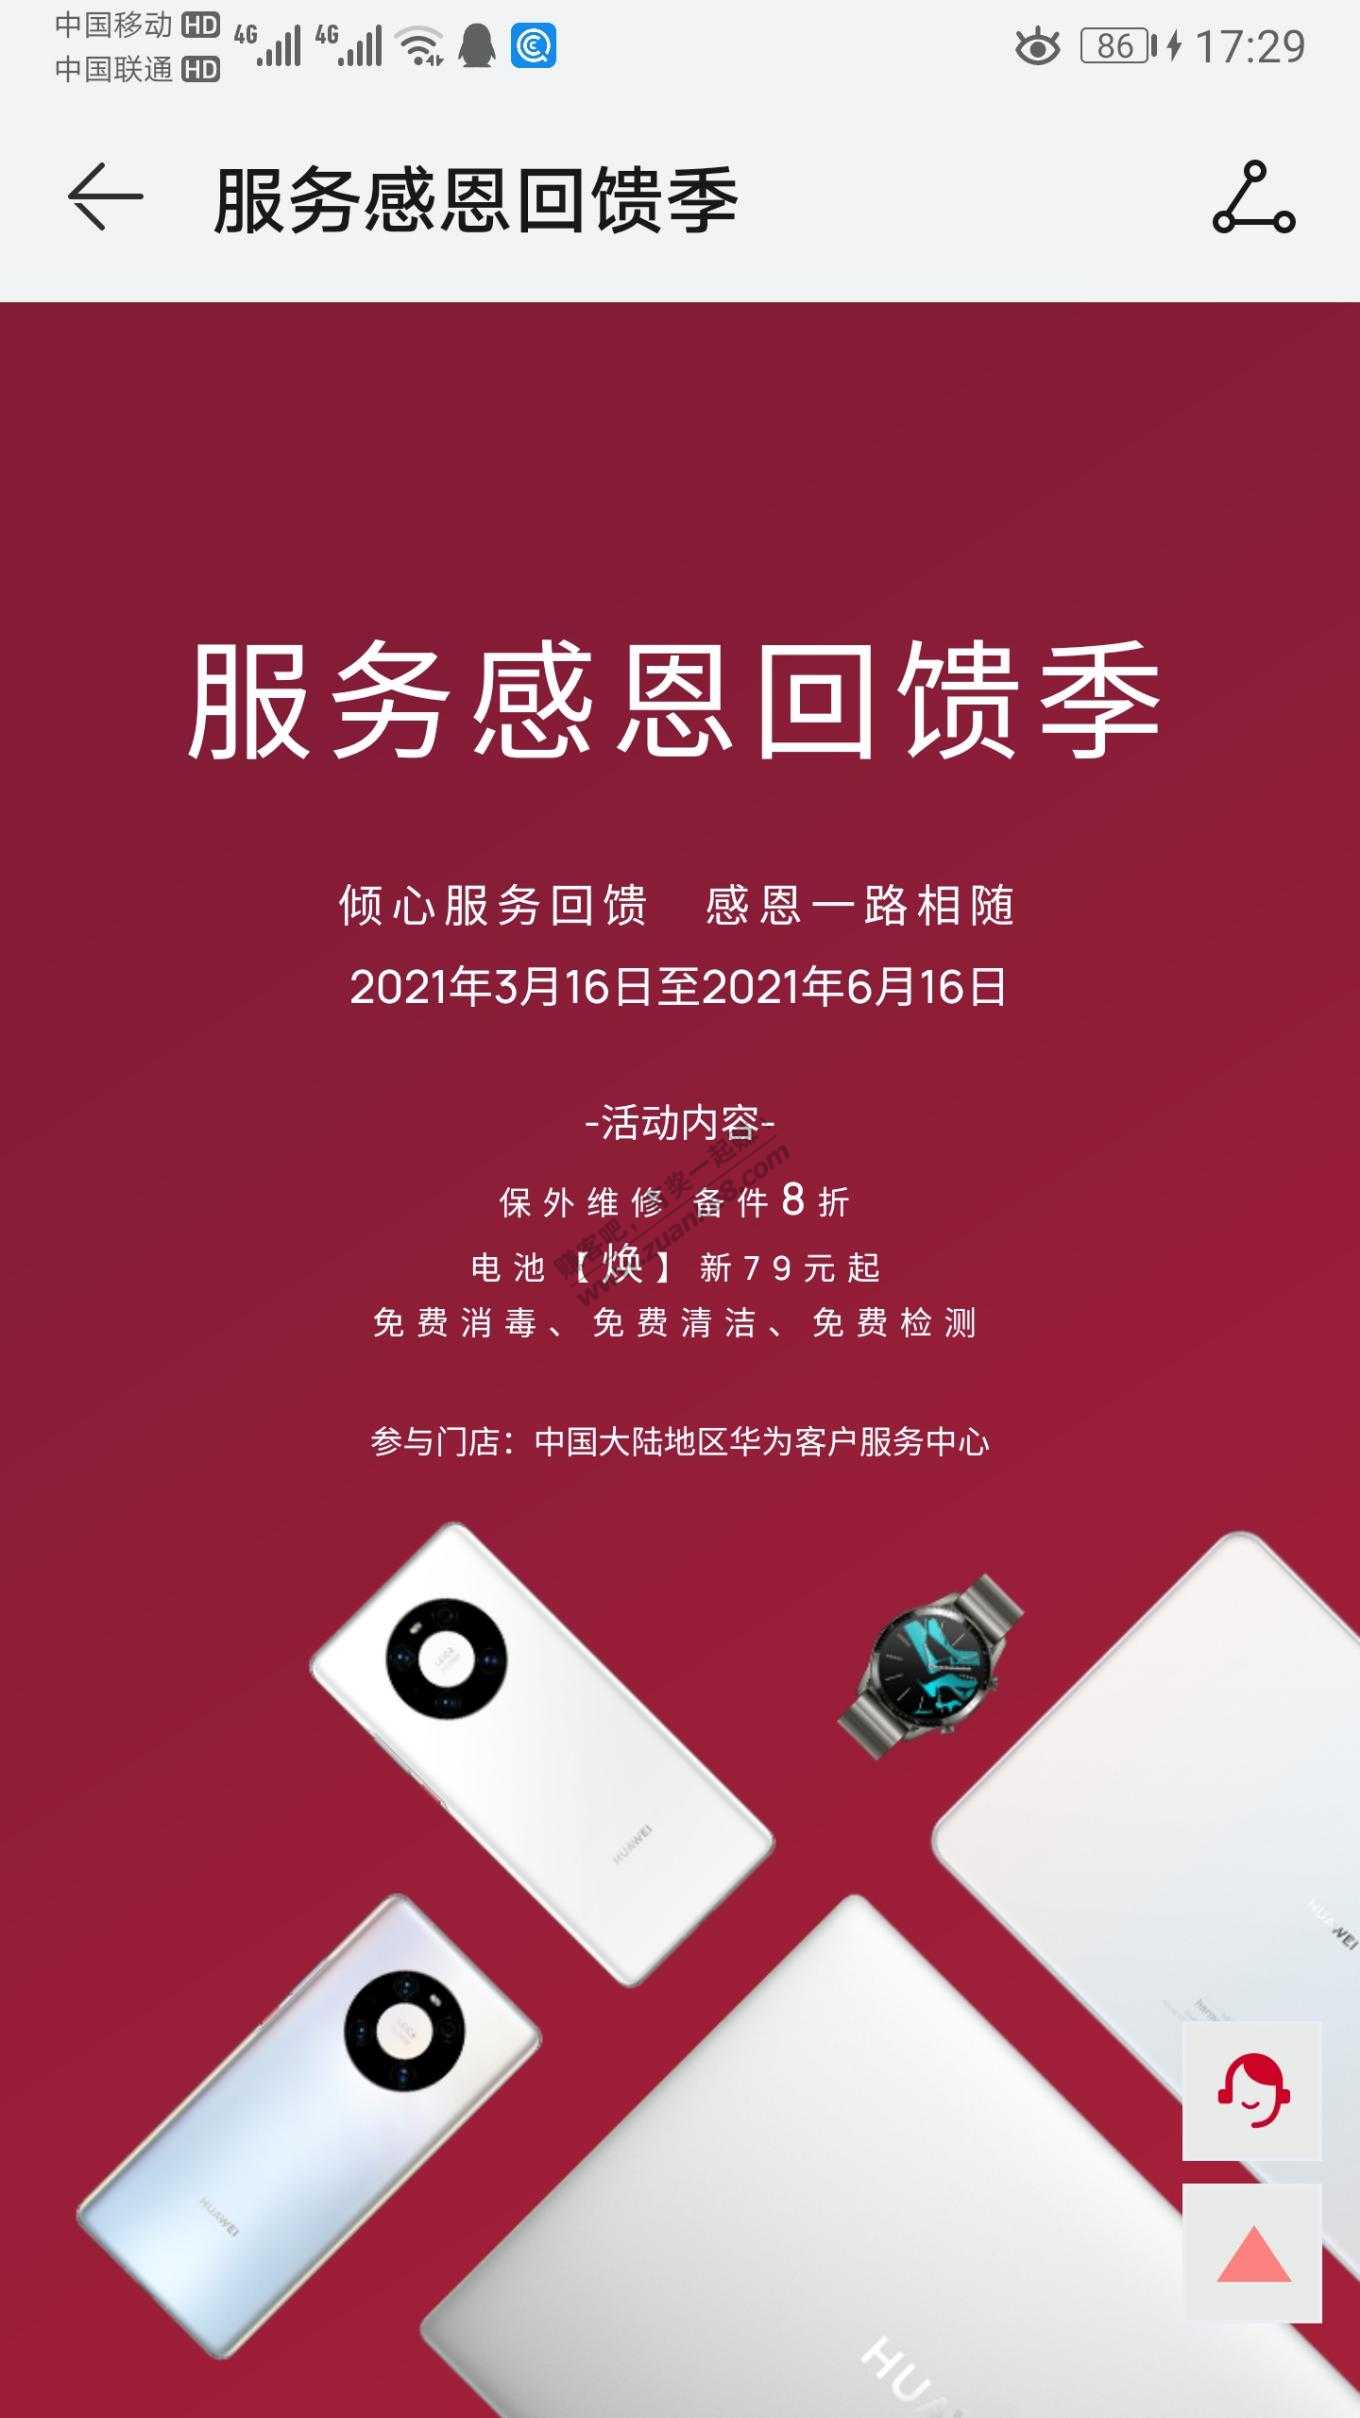 中国移动 HD 4G 4G 86 17:29
中国联通 HD
服务感恩回馈季
服务感恩回馈季
倾心服务回馈 感恩一路相随
2021年3月16日至2021年6月16日
-活动内容-
保外维修 备件8折
电池【焕】新79元起
免费消毒、免费清洁、免费检测
参与门店：中国大陆地区华为客户服务中心
HUAWEI
HUAWEI
HUAWEI